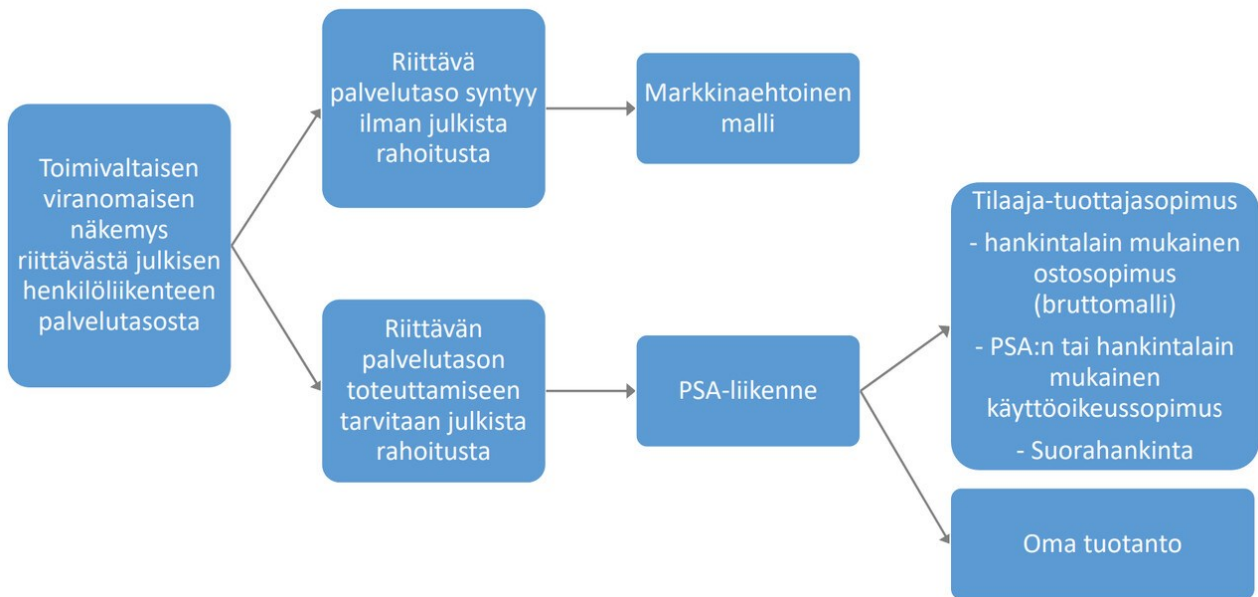 Toimivaltaisen
viranomaisen
näkemys
riittävästä julkisen
henkilöliikenteen
palvelutasosta
Riittävä
palvelutaso syntyy
ilman julkista
rahoitusta
Markkinaehtoinen
malli
Riittävän
palvelutason
toteuttamiseen
tarvitaan julkista
rahoitusta
PSA-liikenne
Tilaaja-tuottajasopimus
- hankintalain mukainen
ostosopimus
(bruttomalli)
- PSA:n tai hankintalain
mukainen
käyttöoikeussopimus
- Suorahankinta
Oma tuotanto